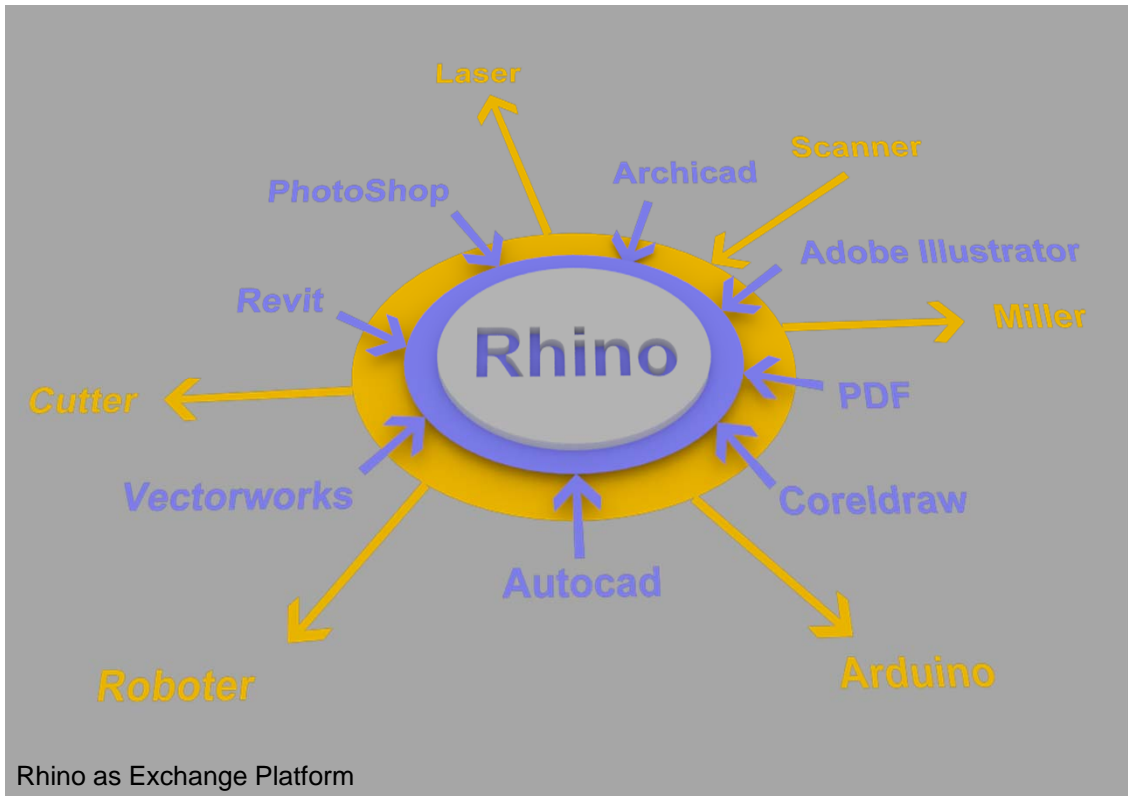 Laser
Scanner
Archicad
PhotoShop
Adobe Illustrator
Revit
Miller
Rhino
Cutter
PDF
Vectorworks
Coreldraw
Autocad
Roboter
Arduino
Rhino as Exchange Platform